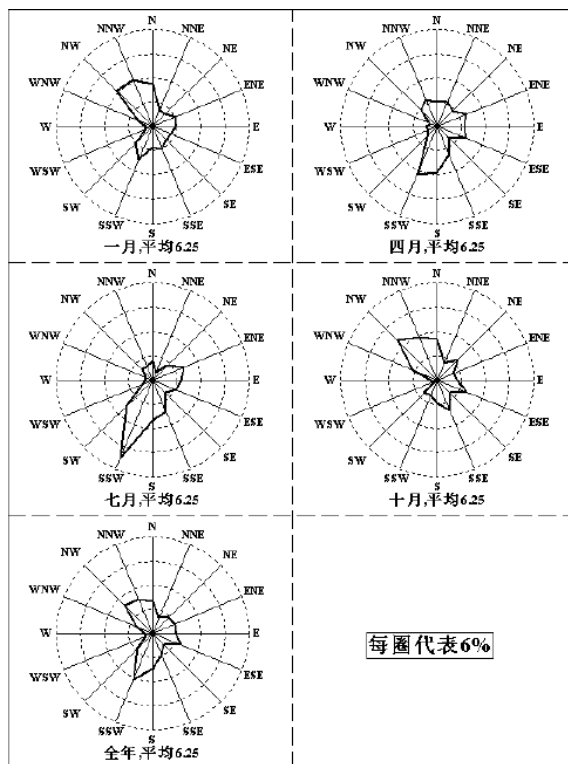 N
NNW NNE
NW NE
WNW ENE
W E
WSW ESE
SW SE
SSW SSE
S
一月,平均6.25
N
NNW NNE
NW NE
WNW ENE
W E
WSW ESE
SW SE
SSW SSE
S
四月,平均6.25
N
NNW NNE
NW NE
WNW ENE
W E
WSW ESE
SW SE
SSW SSE
S
七月,平均6.25
N
NNW NNE
NW NE
WNW ENE
W E
WSW ESE
SW SE
SSW SSE
S
十月,平均6.25
N
NNW NNE
NW NE
WNW ENE
W E
WSW ESE
SW SE
SSW SSE
S
全年,平均6.25
每圈代表6%